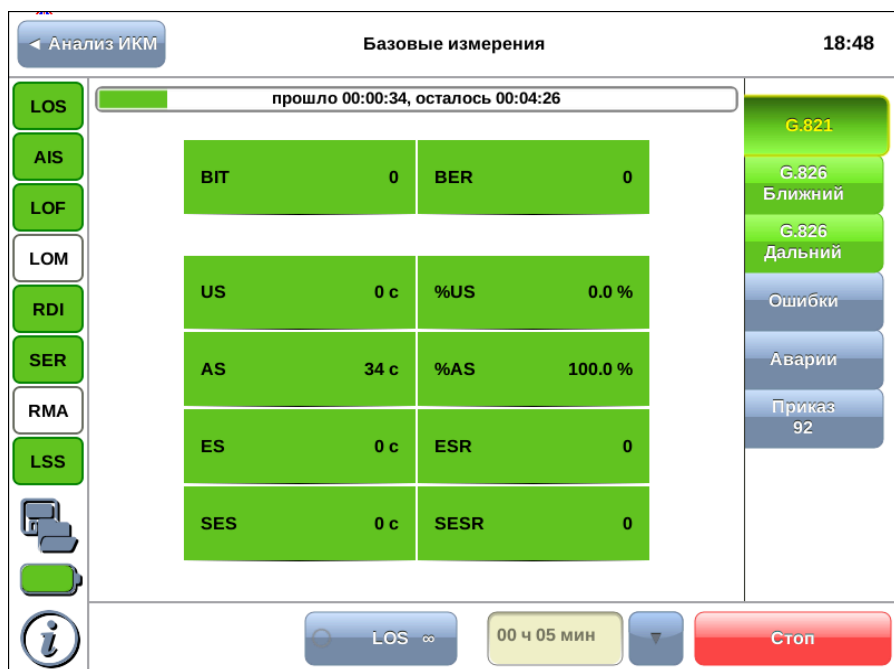 ◄ Анализ ИКМ
Базовые измерения
18:48
LOS
AIS
LOF
LOM
RDI
SER
RMA
LSS
прошло 00:00:34, осталось 00:04:26
BIT 0 BER 0
US 0 с %US 0.0 %
AS 34 с %AS 100.0 %
ES 0 с ESR 0
SES 0 с SESR 0
G.821
G.826
Ближний
G.826
Дальний
Ошибки
Аварии
Приказ
92
i
LOS ∞
00 ч 05 мин
▼
Стоп